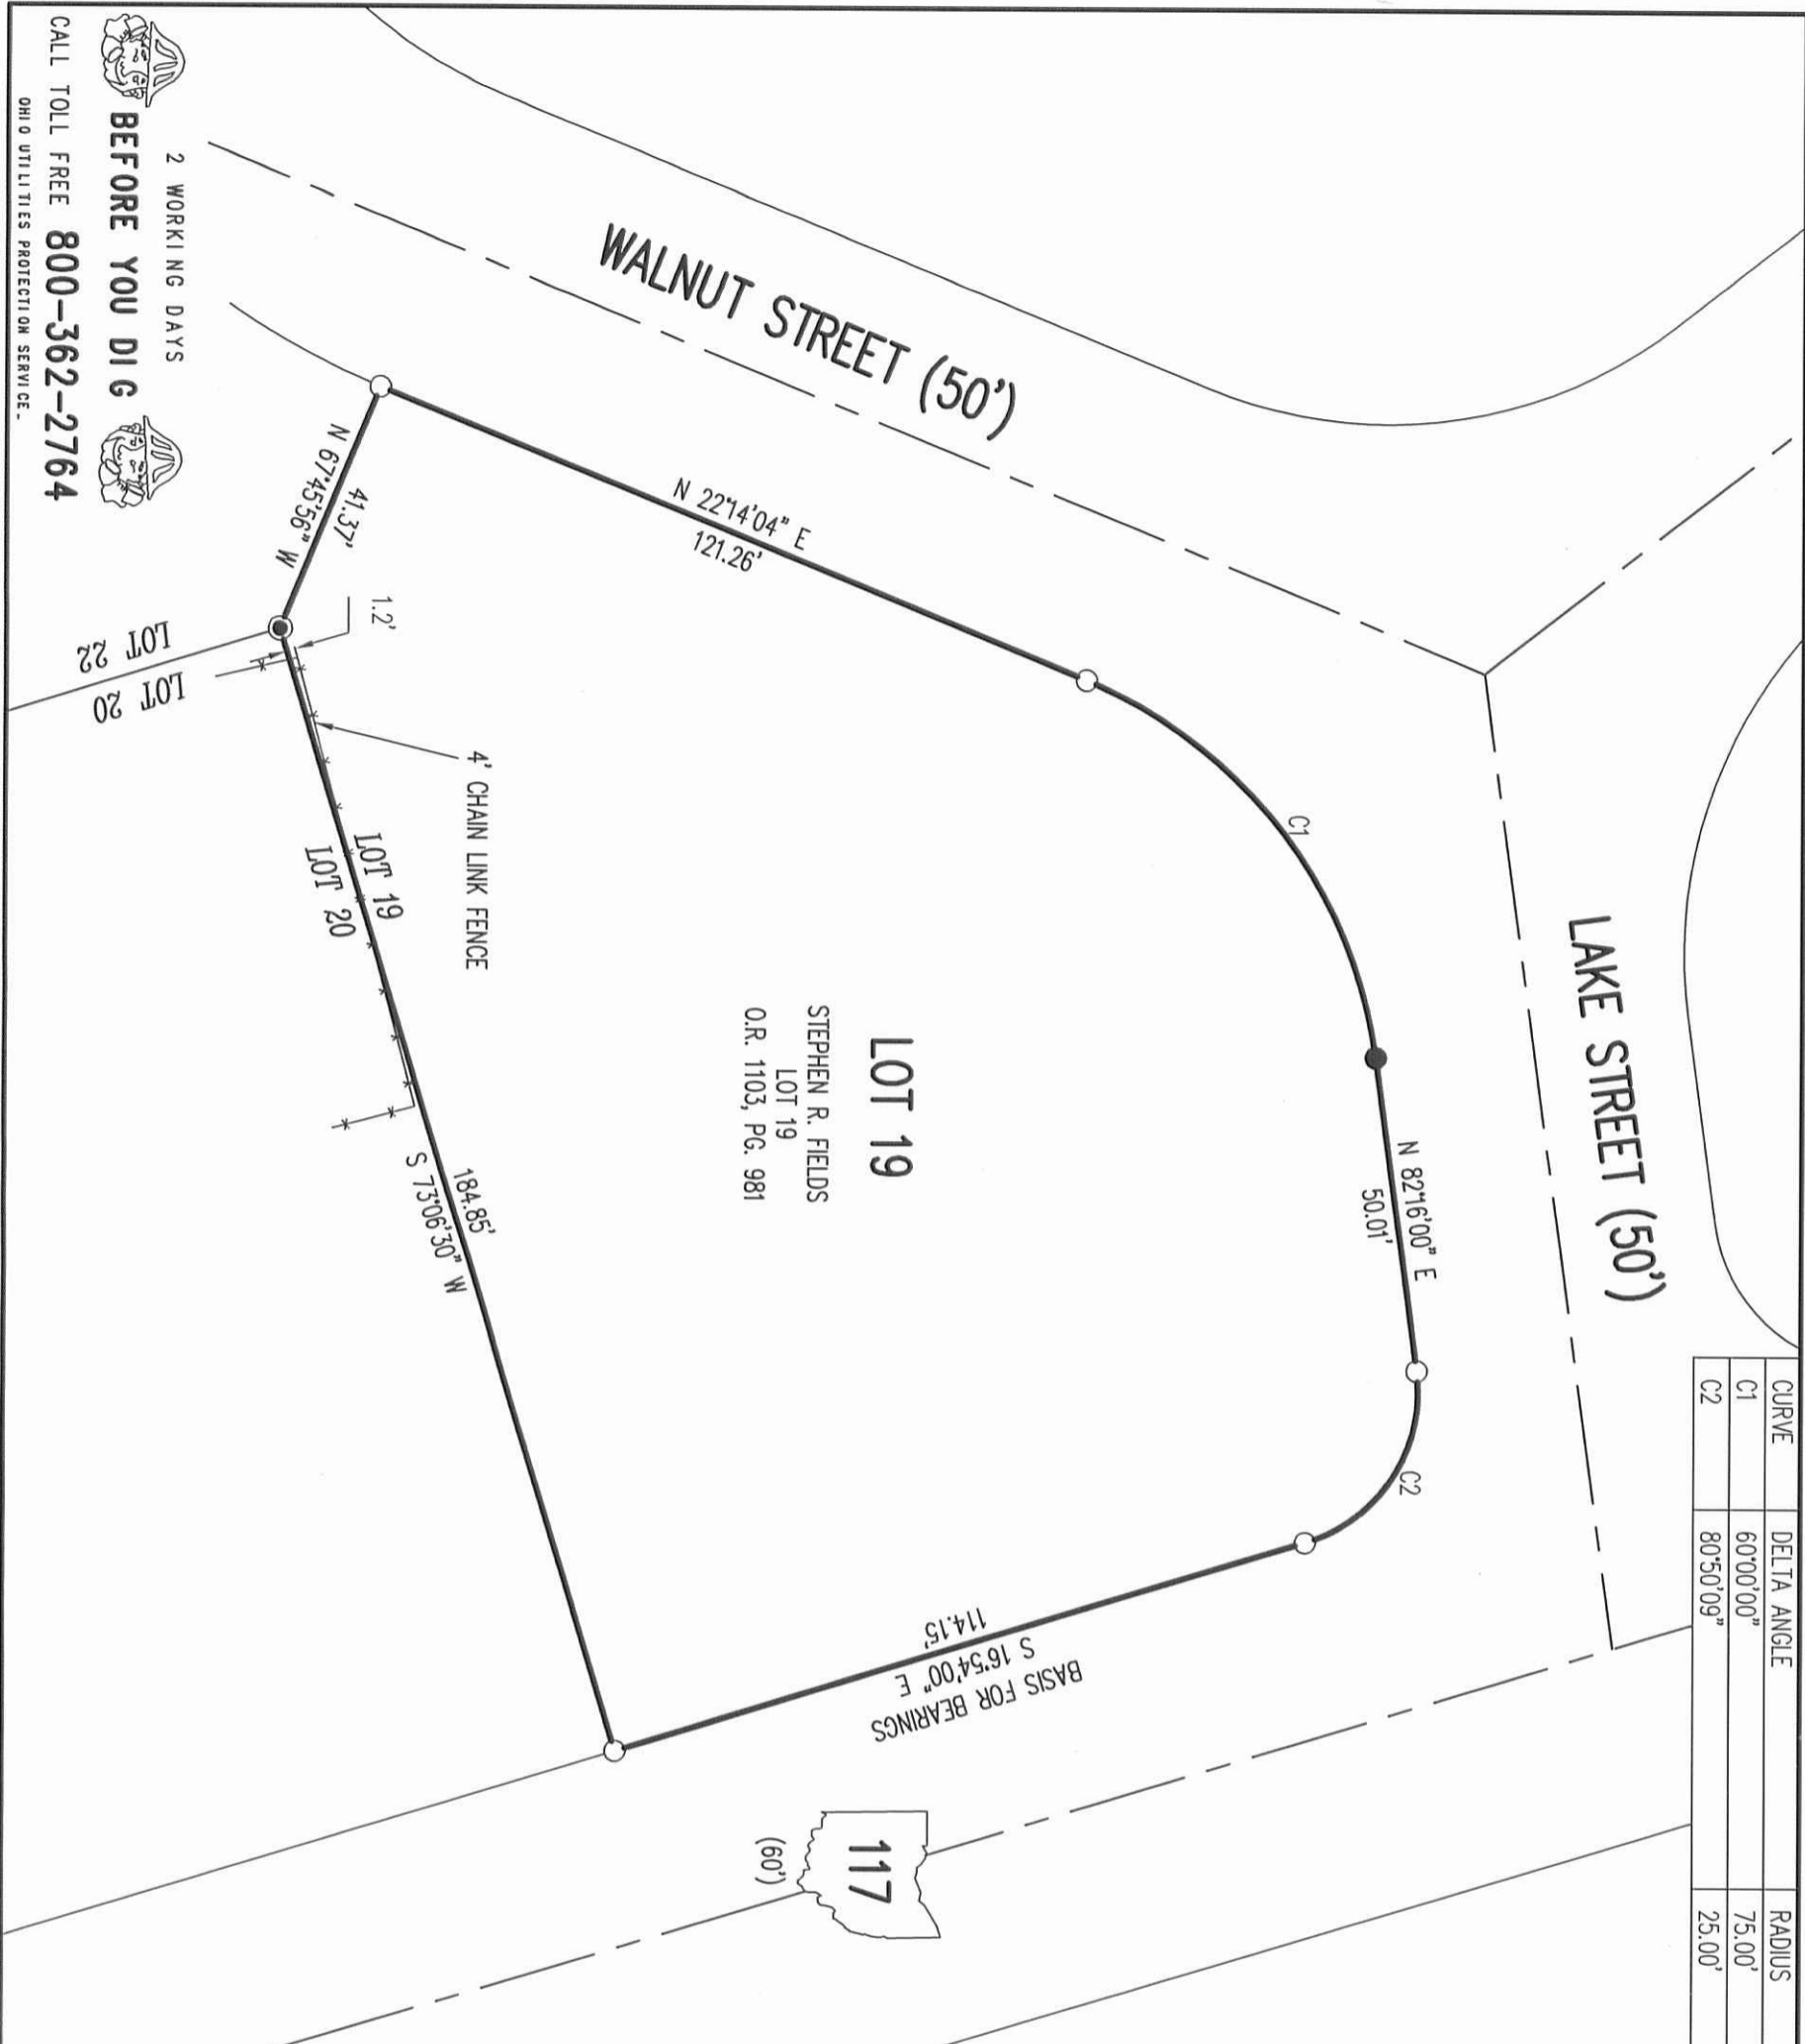 CURVE DELTA ANGLE RADIUS
C1 60°00'00" 75.00'
C2 80°50'09" 25.00'
LAKE STREET (50')
N 82°16'00" E
50.01'
C1
C2
WALNUT STREET (50')
N 22°14'04" E
121.26'
LOT 19
STEPHEN R. FIELDS
LOT 19
O.R. 1103, PG. 981
114.15'
S 16°54'00" E
BASIS FOR BEARINGS
117
(60')
41.37'
N 67°45'56" W
1.2'
4' CHAIN LINK FENCE
LOT 19
LOT 20
184.85'
S 73°06'30" W
LOT 22
LOT 20
2 WORKING DAYS
BEFORE YOU DIG
CALL TOLL FREE 800-362-2764
OHIO UTILITIES PROTECTION SERVICE.